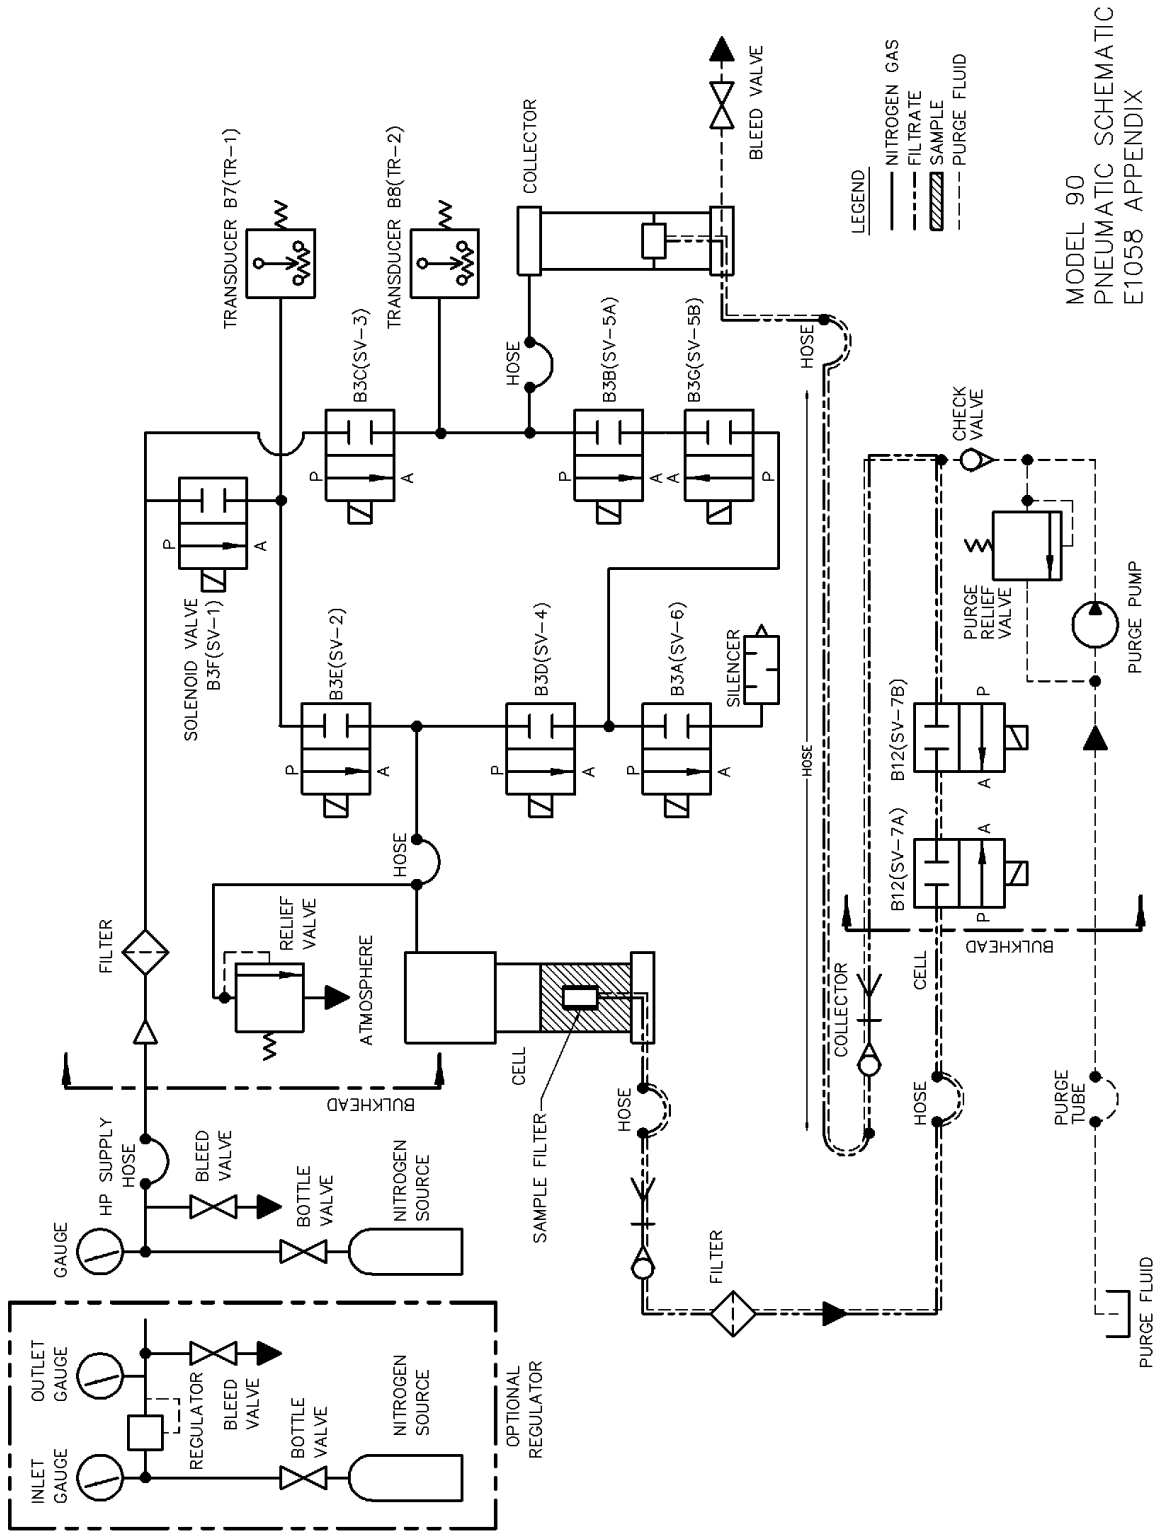 INLET
GAUGE
OUTLET
GAUGE
REGULATOR
BLEED
VALVE
BOTTLE
VALVE
NITROGEN
SOURCE
OPTIONAL
REGULATOR
GAUGE
HP SUPPLY
HOSE
BLEED
VALVE
BOTTLE
VALVE
NITROGEN
SOURCE
BULKHEAD
FILTER
RELIEF
VALVE
ATMOSPHERE
HOSE
CELL
SAMPLE FILTER
HOSE
FILTER
SOLENOID VALVE
B3F(SV-1)
P
A
TRANSDUCER B7(TR-1)
TRANSDUCER B8(TR-2)
B3E(SV-2)
P
A
B3C(SV-3)
P
A
B3D(SV-4)
P
A
B3B(SV-5A)
P
A
B3G(SV-5B)
A
P
B3A(SV-6)
P
A
SILENCER
HOSE
COLLECTOR
BLEED VALVE
HOSE
HOSE
COLLECTOR
CELL
HOSE
BULKHEAD
B12(SV-7A)
P
A
B12(SV-7B)
A
P
CHECK
VALVE
PURGE
RELIEF
VALVE
PURGE PUMP
PURGE
TUBE
PURGE FLUID
LEGEND
NITROGEN GAS
FILTRATE
SAMPLE
PURGE FLUID
MODEL 90
PNEUMATIC SCHEMATIC
E1058 APPENDIX